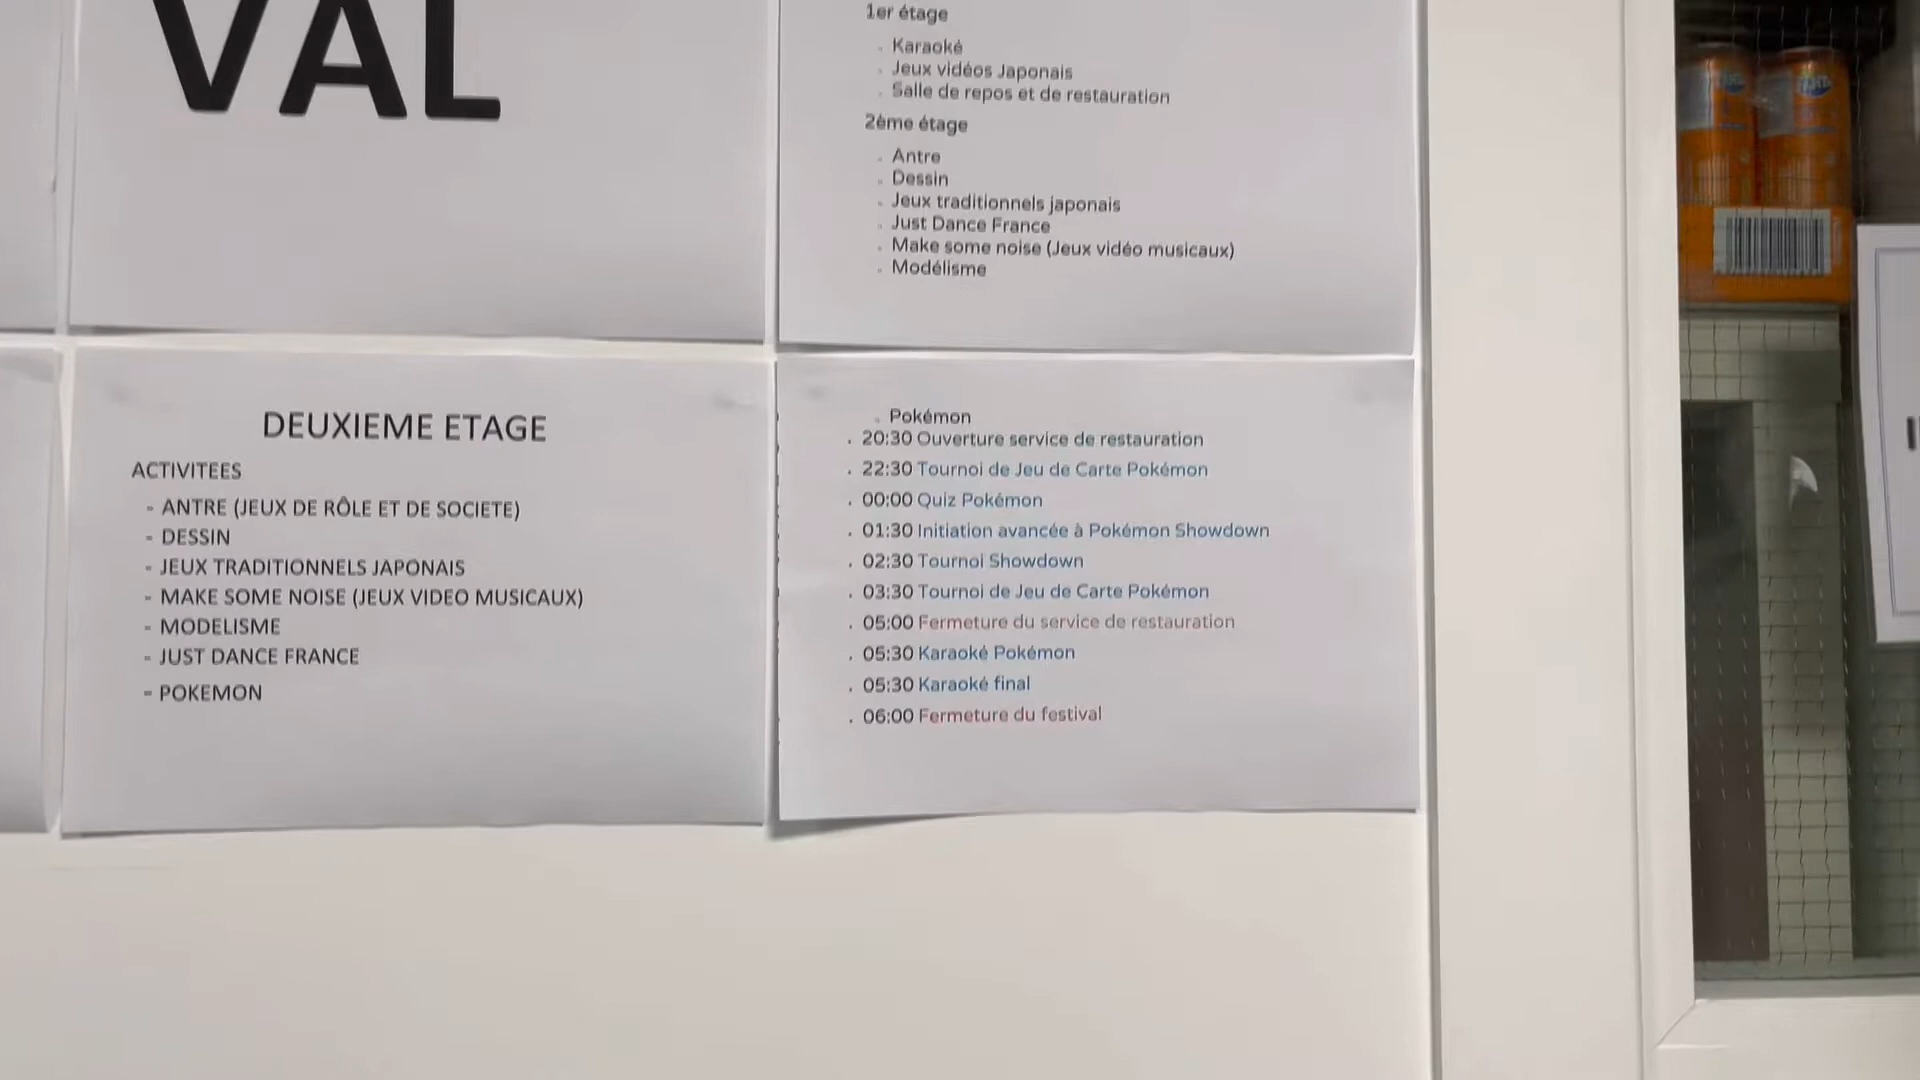 VAL
1er étage
Karaoké
Jeux vidéos Japonais
Salle de repos et de restauration
2ème étage
Antre
Dessin
Jeux traditionnels japonais
Just Dance France
Make some noise (Jeux vidéo musicaux)
Modélisme
DEUXIEME ETAGE
ACTIVITEES
- ANTRE (JEUX DE RÔLE ET DE SOCIETE)
- DESSIN
- JEUX TRADITIONNELS JAPONAIS
- MAKE SOME NOISE (JEUX VIDEO MUSICAUX)
- MODELISME
- JUST DANCE FRANCE
- POKEMON
Pokémon
20:30 Ouverture service de restauration
22:30 Tournoi de Jeu de Carte Pokémon
00:00 Quiz Pokémon
01:30 Initiation avancée à Pokémon Showdown
02:30 Tournoi Showdown
03:30 Tournoi de Jeu de Carte Pokémon
05:00 Fermeture du service de restauration
05:30 Karaoké Pokémon
05:30 Karaoké final
06:00 Fermeture du festival